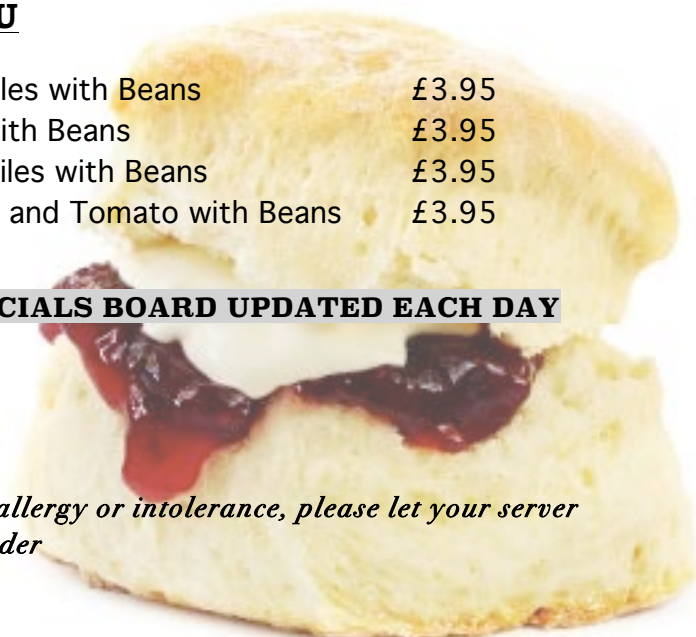 U
les with Beans £3.95
ith Beans £3.95
iles with Beans £3.95
and Tomato with Beans £3.95
CIALS BOARD UPDATED EACH DAY
allergy or intolerance, please let your server
der